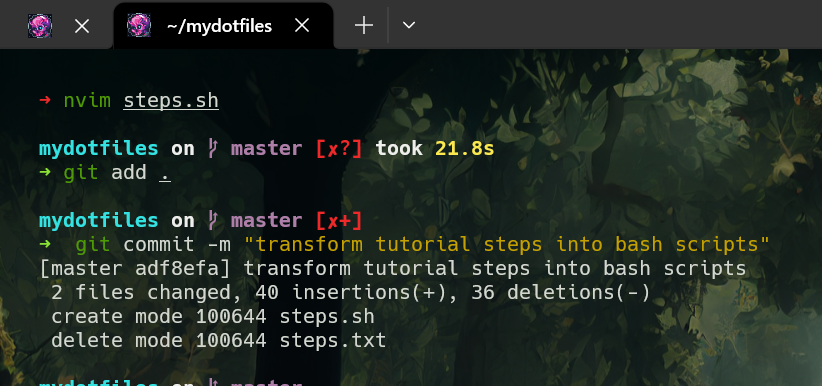 ~/mydotfiles
➜ nvim steps.sh
mydotfiles on master [✗?] took 21.8s
➜ git add .
mydotfiles on master [✗+]
➜ git commit -m "transform tutorial steps into bash scripts"
[master adf8efa] transform tutorial steps into bash scripts
2 files changed, 40 insertions(+), 36 deletions(-)
create mode 100644 steps.sh
delete mode 100644 steps.txt
mydotfiles on master